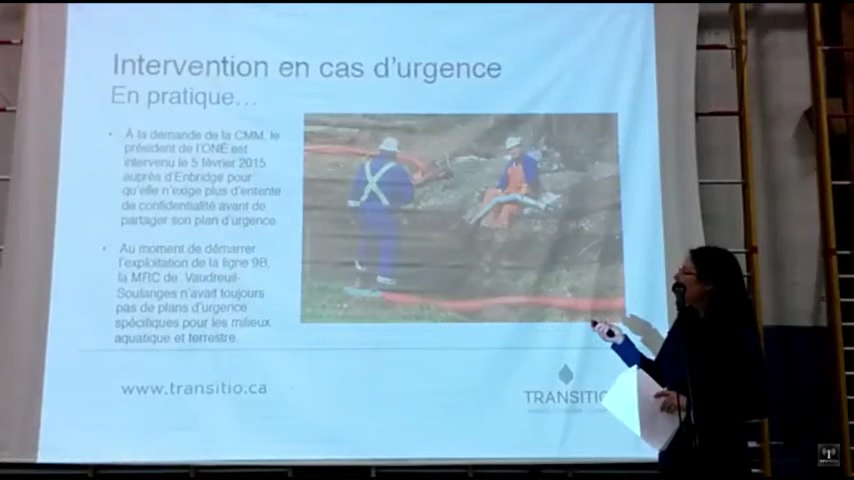 Intervention en cas d'urgence
En pratique...
• À la demande de la CMM, le
président de l'ONÉ est
intervenu le 5 février 2015
auprès d'Enbridge pour
qu'elle n'exige plus d'entente
de confidentialité avant de
partager son plan d'urgence.
• Au moment de démarrer
l'exploitation de la ligne 9B,
la MRC de Vaudreuil-
Soulanges n'avait toujours
pas de plans d'urgence
spécifiques pour les milieux
aquatique et terrestre.
www.transitio.ca
TRANSITIO